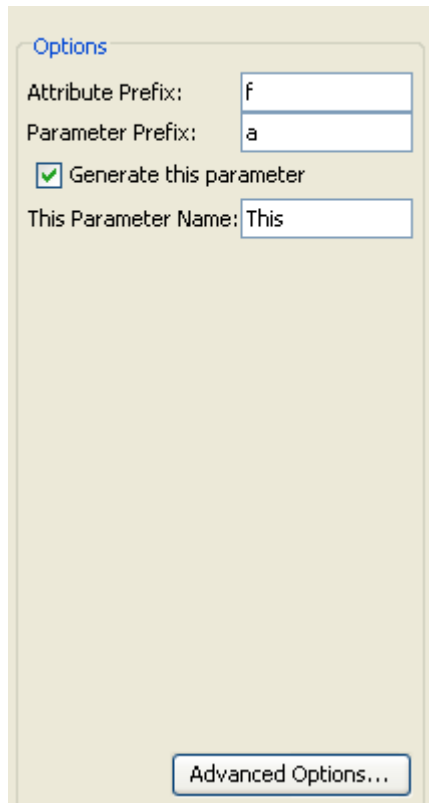 Options
Attribute Prefix: f
Parameter Prefix: a
Generate this parameter
This Parameter Name: This
Advanced Options...